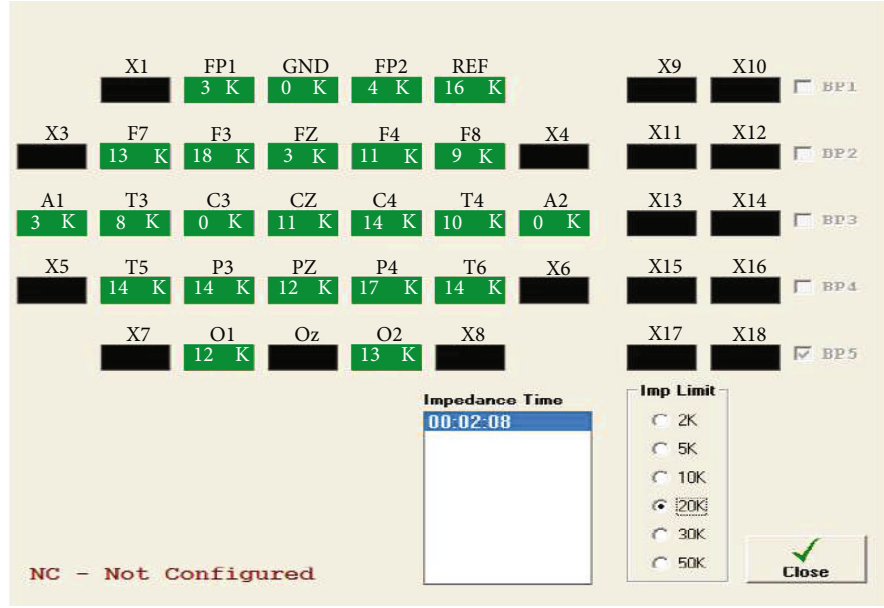 X1 FP1 GND FP2 REF X9 X10
3 K 0 K 4 K 16 K BP1
X3 F7 F3 FZ F4 F8 X4 X11 X12
13 K 18 K 3 K 11 K 9 K BP2
A1 T3 C3 CZ C4 T4 A2 X13 X14
3 K 8 K 0 K 11 K 14 K 10 K 0 K BP3
X5 T5 P3 PZ P4 T6 X6 X15 X16
14 K 14 K 12 K 17 K 14 K BP4
X7 O1 Oz O2 X8 X17 X18
12 K 13 K BP5
Impedance Time
00:02:08
Imp Limit
2K
5K
10K
20K
30K
50K
Close
NC - Not Configured